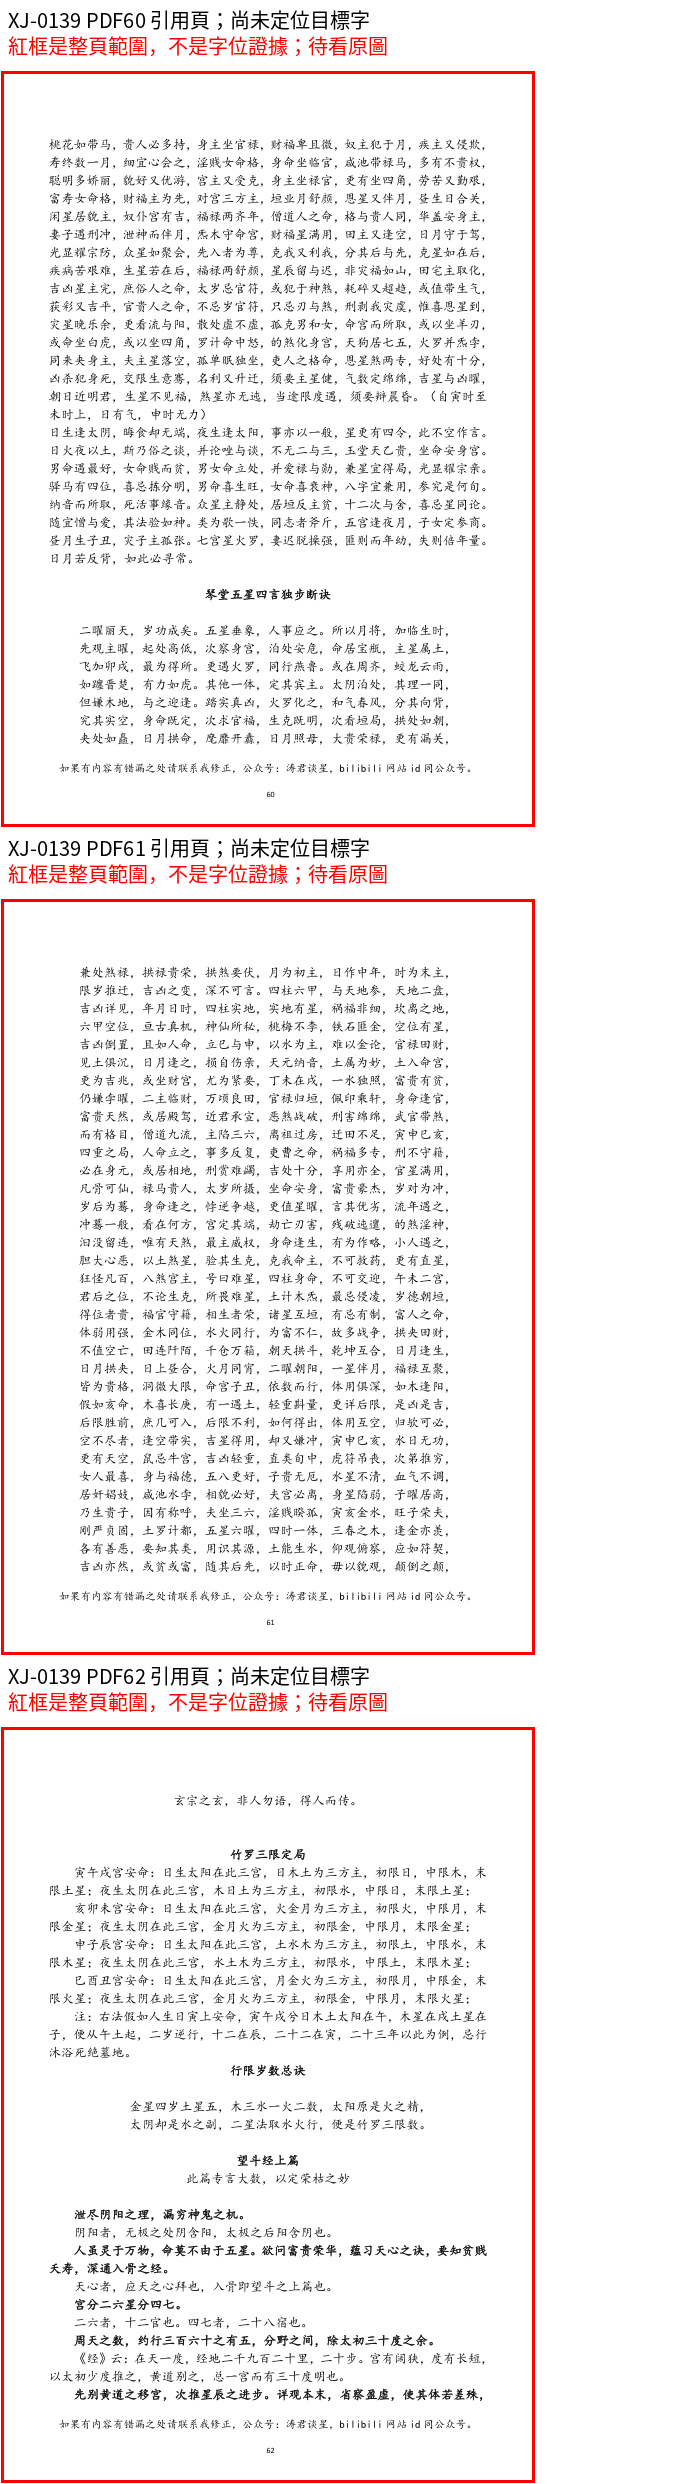 XJ-0139 PDF60 引用頁；尚未定位目標字
紅框是整頁範圍，不是字位證據；待看原圖
桃花如带马，贵人必多持，身主坐官禄，财福卑且微，奴主犯于月，疾主又侵欺，
寿终数一月，细宜心会之，淫贱女命格，身命坐临官，咸池带禄马，多有不贵权，
聪明多娇丽，貌好又优游，宫主又受克，身主坐禄宫，更有坐四角，劳苦又勤艰，
富寿女命格，财福主为先，对宫三方主，垣业月舒颜，恩星又伴月，昼生日合关，
闲星居貌主，奴仆宫有吉，福禄两齐年，僧道人之命，格与贵人同，华盖安身主，
妻子遇刑冲，泄神而伴月，炁木守命宫，财福星满用，田主又逢空，日月守于驾，
光显耀宗防，众星如聚会，先入者为尊，克我又利我，分其后与先，克星如在后，
疾病苦艰难，生星若在后，福禄两舒颜，星辰留与迟，非灾福如山，田宅主取化，
吉凶星主定，庶俗人之命，太岁忌官符，或犯于神煞，耗碎又超越，或值带生气，
获彩又吉平，官贵人之命，不忌岁官符，只忌刃与煞，刑剥我灾虞，惟喜恩星到，
灾星晚乐余，更看流与阳，散处虚不虚，孤克男和女，命宫而所取，或以坐羊刃，
或命坐白虎，或以坐四角，罗计命中怒，的煞化身宫，天狗居七五，火罗并炁孛，
同来夹身主，夫主星落空，孤单眠独坐，吏人之格命，恩星煞两专，好处有十分，
凶杀犯身死，交限生意骞，名利又升迁，须要主星健，气数定绵绵，吉星与凶曜，
朝日近明君，生星不见福，煞星亦无迍，当途限度遇，须要辩晨昏。（自寅时至
未时上，日有气，申时无力）
日生逢太阴，晦食却无端，夜生逢太阳，事亦以一般，星更有四令，此不空作言。
日火夜以土，斯乃俗之谈，并论唑与谈，不无二与三，玉堂天乙贵，坐命安身宫。
男命遇最好，女命贱而贫，男女命立处，并爱禄与勋，兼星宜得局，光显耀宗亲。
驿马有四位，喜忌拣分明，男命喜生旺，女命喜衰神，八字宜兼用，参究是何旬。
纳音而所取，死活事缘音。众星主静处，居垣反主贫，十二次与舍，喜忌星同论。
随宜憎与爱，其法验如神。类为歌一怏，同志者斧斤，五宫逢夜月，子女定参商。
昼月生子丑，灾子主孤张。七宫星火罗，妻迟脱操强，匪则而年幼，失则倍年量。
日月若反背，如此必寻常。
琴堂五星四言独步断诀
二曜丽天，岁功成矣。五星垂象，人事应之。所以月将，加临生时，
先观主曜，起处高低，次察身宫，泊处安危，命居宝瓶，主星属土，
飞加卯戌，最为得所。更遇火罗，同行燕鲁。或在周齐，蛟龙云雨，
如躔晋楚，有力如虎。其他一体，定其宾主。太阴泊处，其理一同，
但嫌木地，与之迎逢。踏实真凶，火罗化之，和气春风，分其向背，
究其实空，身命既定，次求官福，生克既明，次看垣局，拱处如朝，
夹处如矗，日月拱命，麾麾开纛，日月照毋，大贵荣禄，更有漏关，
如果有内容有错漏之处请联系我修正，公众号：涛君谈星，bilibili 网站 id 同公众号。
60
XJ-0139 PDF61 引用頁；尚未定位目標字
紅框是整頁範圍，不是字位證據；待看原圖
兼处煞禄，拱禄贵荣，拱煞要伏，月为初主，日作中年，时为末主，
限岁推迁，吉凶之变，深不可言。四柱六甲，与天地参，天地二盘，
吉凶详见，年月日时，四柱实地，实地有星，祸福非细，坎离之地，
六甲空位，亘古真机，神仙所秘，桃梅不李，铁石匪金，空位有星，
吉凶倒置，且如人命，立巳与申，以水为主，难以金论，官禄田财，
见土俱沉，日月逢之，损自伤亲，天元纳音，土属为妙，土入命宫，
更为吉兆，或坐财宫，尤为紧要，丁未在戌，一水独照，富贵有贫，
仍嫌孛曜，二主临财，万顷良田，官禄归垣，佩印乘轩，身命逢官，
富贵天然，或居殿驾，近君承宣，恶煞战破，刑害绵绵，武官带煞，
而有格目，僧道九流，主陷三六，离祖过房，迁田不足，寅申巳亥，
四重之局，人命立之，事多反复，吏曹之命，祸福多专，刑不守籍，
必在身元，或居相地，刑赏难蠲，吉处十分，享用亦全，官星满用，
凡骨可仙，禄马贵人，太岁所摄，坐命安身，富贵豪杰，岁对为冲，
岁后为蓦，身命逢之，悖逆争越，更值星曜，言其优劣，流年遇之，
冲蓦一般，看在何方，宫定其端，劫亡刃害，残破迍邅，的煞淫神，
汩没留连，唯有天煞，最主威权，身命逢生，有为作略，小人遇之，
胆大心恶，以土煞星，验其生克，克我命主，不可救药，更有直星，
狂怪凡百，八煞宫主，号曰难星，四柱身命，不可交迎，午未二宫，
君后之位，不论生克，所畏难星，土计木炁，最忌侵凌，岁德朝垣，
得位者贵，福官守籍，相生者荣，诸星互垣，有忌有制，富人之命，
体弱用强，金木同位，水火同行，为富不仁，故多战争，拱夹田财，
不值空亡，田连阡陌，千仓万箱，朝天拱斗，乾坤互合，日月逢生，
日月拱夹，日上昼合，火月同宵，二曜朝阳，一星伴月，福禄互聚，
皆为贵格，洞微大限，命宫子丑，依数而行，体用俱深，如木逢阳，
假如亥命，木喜长庚，有一遇土，轻重斟量，更详后限，是凶是吉，
后限胜前，庶几可入，后限不利，如何得出，体用互空，归欤可必，
空不尽者，逢空带实，吉星得用，却又嫌冲，寅申巳亥，水日无功，
更有天空，鼠忌牛宫，吉凶轻重，直类旬中，虎符吊丧，次第推穷，
女人最喜，身与福德，五八更好，子贵无厄，水星不清，血气不调，
居奸娼妓，咸池水孛，相貌必好，夫宫必离，身星陷弱，子曜居高，
乃生贵子，因有称呼，夫坐三六，淫贱暌孤，寅亥金水，旺子荣夫，
刚严贞固，土罗计都，五星六曜，四时一体，三春之木，逢金亦羡，
各有善恶，要知其类，用识其源，土能生水，仰观俯察，应如符契，
吉凶亦然，或贫或富，随其后先，以时正命，毋以貌观，颠倒之颠，
如果有内容有错漏之处请联系我修正，公众号：涛君谈星，bilibili 网站 id 同公众号。
61
XJ-0139 PDF62 引用頁；尚未定位目標字
紅框是整頁範圍，不是字位證據；待看原圖
玄宗之玄，非人勿语，得人而传。
竹罗三限定局
寅午戌宫安命：日生太阳在此三宫，日木土为三方主，初限日，中限木，末
限土星；夜生太阴在此三宫，木日土为三方主，初限水，中限日，末限土星；
亥卯未宫安命：日生太阳在此三宫，火金月为三方主，初限火，中限月，末
限金星；夜生太阴在此三宫，金月火为三方主，初限金，中限月，末限金星；
申子辰宫安命：日生太阳在此三宫，土水木为三方主，初限土，中限水，末
限木星；夜生太阴在此三宫，水土木为三方主，初限水，中限土，末限木星；
巳酉丑宫安命：日生太阳在此三宫，月金火为三方主，初限月，中限金，末
限火星；夜生太阴在此三宫，金月火为三方主，初限金，中限月，末限火星；
注：右法假如人生日寅上安命，寅午戌兮日木土太阳在午，木星在戌土星在
子，便从午土起，二岁逆行，十二在辰，二十二在寅，二十三年以此为例，总行
沐浴死绝墓地。
行限岁数总诀
金星四岁土星五，木三水一火二数，太阳原是火之精，
太阴却是水之副，二星法取水火行，便是竹罗三限数。
望斗经上篇
此篇专言大数，以定荣枯之妙
泄尽阴阳之理，漏穷神鬼之机。
阴阳者，无极之处阴含阳，太极之后阳含阴也。
人虽灵于万物，命莫不由于五星。欲问富贵荣华，蕴习天心之诀，要知贫贱
夭寿，深通入骨之经。
天心者，应天之心拜也，入骨即望斗之上篇也。
宫分二六星分四七。
二六者，十二宫也。四七者，二十八宿也。
周天之数，约行三百六十之有五，分野之间，除太初三十度之余。
《经》云：在天一度，经地二千九百二十里，二十步。宫有阔狭，度有长短，
以太初少度推之，黄道别之，总一宫而有三十度明也。
先别黄道之移宫，次推星辰之进步。详观本末，省察盈虚，使其体若差殊，
如果有内容有错漏之处请联系我修正，公众号：涛君谈星，bilibili 网站 id 同公众号。
62